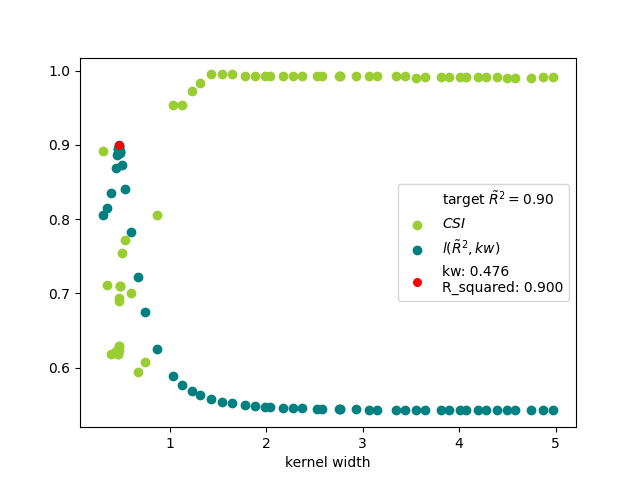 1.0
0.9
0.8
0.7
0.6
target R̃² = 0.90
CSI
l(R̃², kw)
kw: 0.476
R_squared: 0.900
1 2 3 4 5
kernel width